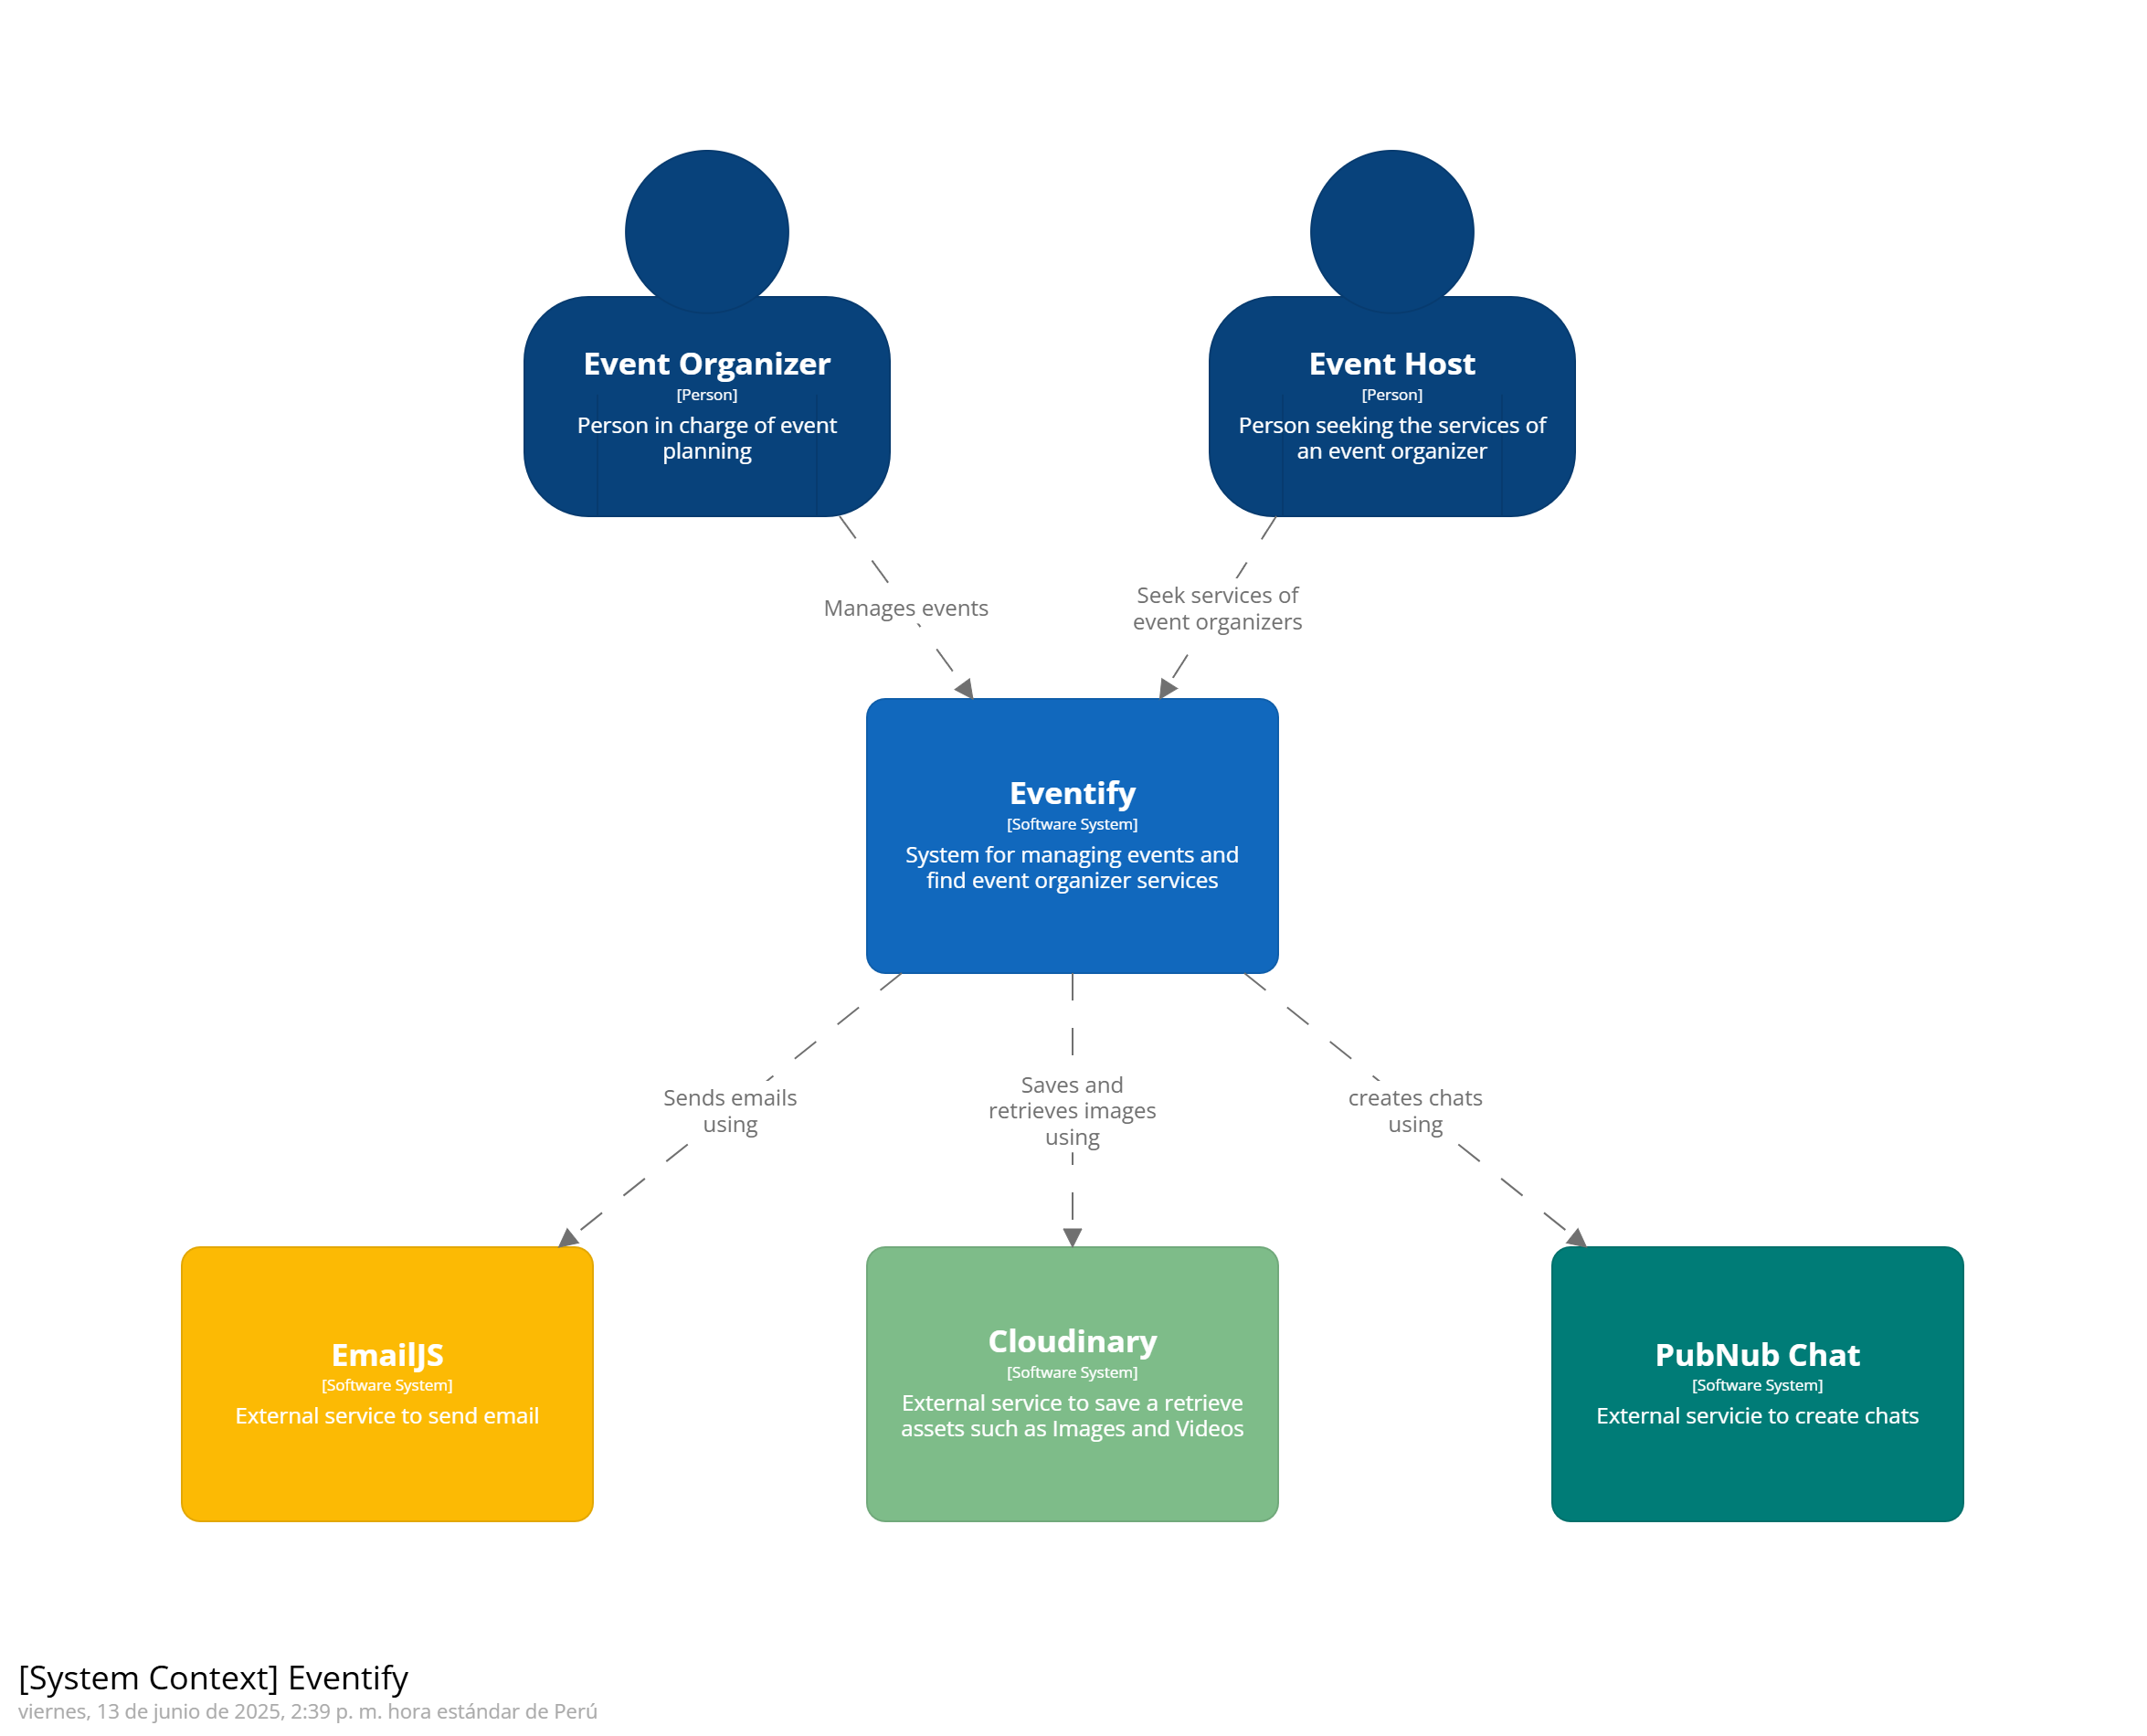 Event Organizer
[Person]
Person in charge of event
planning
Event Host
[Person]
Person seeking the services of
an event organizer
Manages events
Seek services of
event organizers
Eventify
[Software System]
System for managing events and
find event organizer services
Sends emails
using
Saves and
retrieves images
using
creates chats
using
EmailJS
[Software System]
External service to send email
Cloudinary
[Software System]
External service to save a retrieve
assets such as Images and Videos
PubNub Chat
[Software System]
External servicie to create chats
[System Context] Eventify
viernes, 13 de junio de 2025, 2:39 p. m. hora estándar de Perú